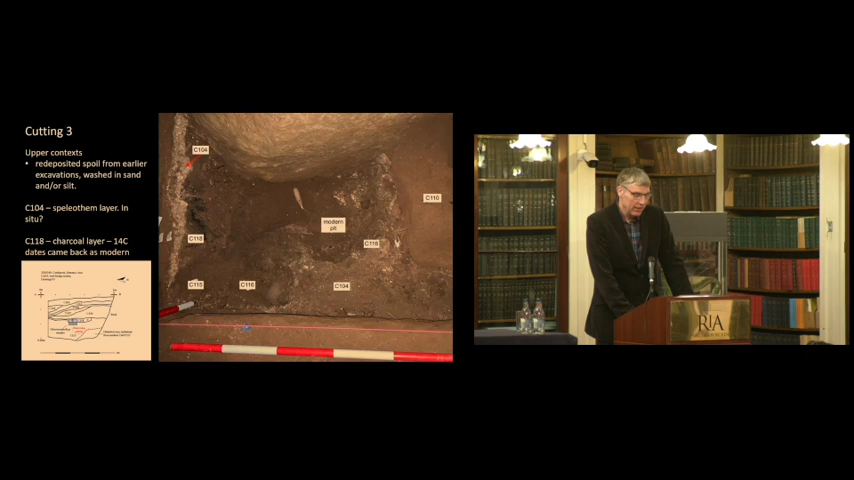 Cutting 3
Upper contexts
• redeposited spoil from earlier
excavations, washed in sand
and/or silt.
C104 – speleothem layer. In
situ?
C118 – charcoal layer – 14C
dates came back as modern
C104
C110
modern
pit
C118
C116
C115
C116
C104
RIA